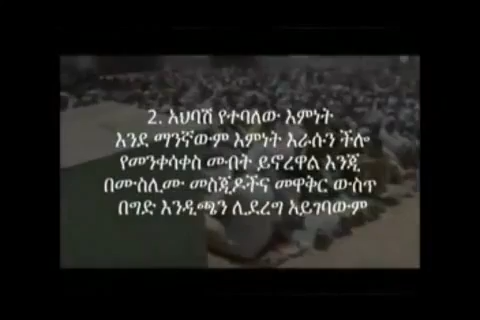 2. አህባሽ የተባለው እምነት
እንደ ማንኛውም እምነት እራሱን ችሎ
የመንቀሳቀስ መብት ይኖረዋል እንጂ
በሙስሊሙ መስጂዶችና መዋቅር ውስጥ
በግድ እንዲጫን ሊደረግ አይገባውም